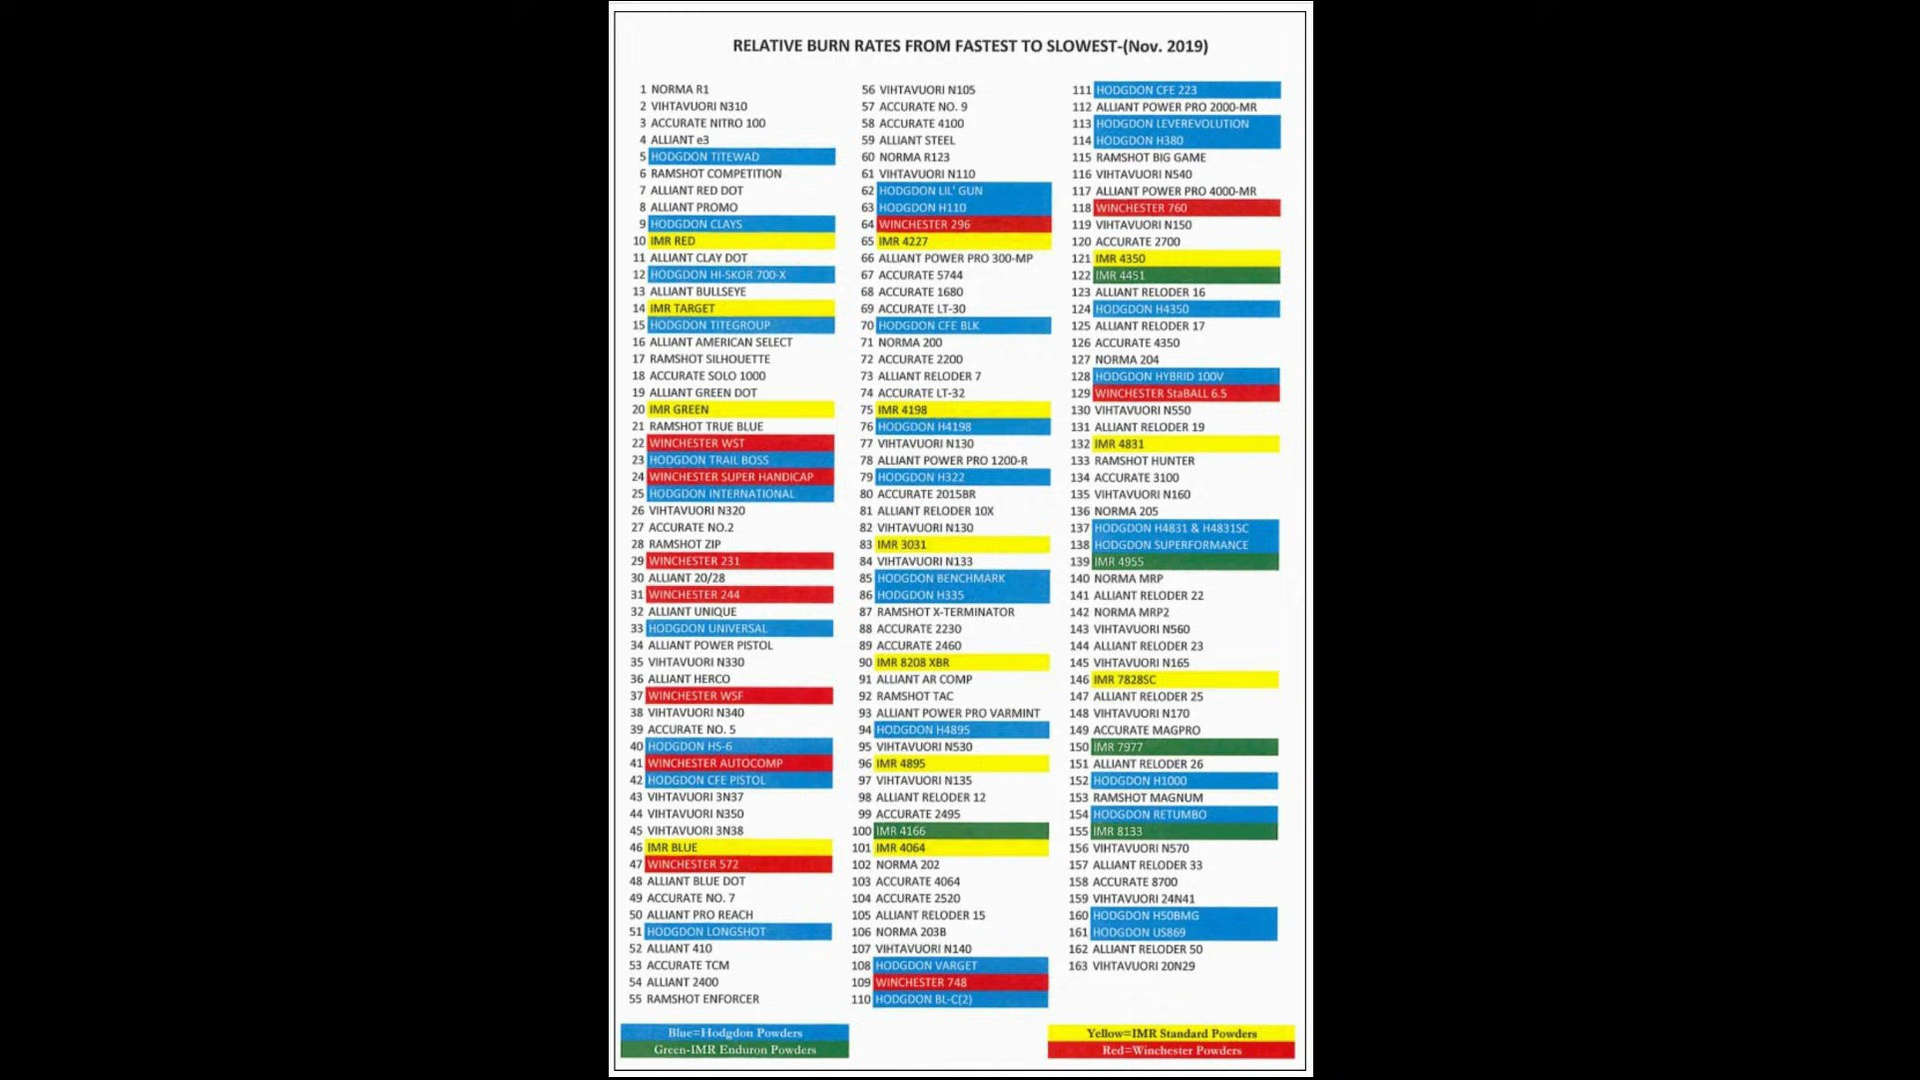 RELATIVE BURN RATES FROM FASTEST TO SLOWEST-(Nov. 2019)
1 NORMA R1
2 VIHTAVUORI N310
3 ACCURATE NITRO 100
4 ALLIANT e3
5 HODGDON TITEWAD
6 RAMSHOT COMPETITION
7 ALLIANT RED DOT
8 ALLIANT PROMO
9 HODGDON CLAYS
10 IMR RED
11 ALLIANT CLAY DOT
12 HODGDON HI-SKOR 700-X
13 ALLIANT BULLSEYE
14 IMR TARGET
15 HODGDON TITEGROUP
16 ALLIANT AMERICAN SELECT
17 RAMSHOT SILHOUETTE
18 ACCURATE SOLO 1000
19 ALLIANT GREEN DOT
20 IMR GREEN
21 RAMSHOT TRUE BLUE
22 WINCHESTER WST
23 HODGDON TRAIL BOSS
24 WINCHESTER SUPER HANDICAP
25 HODGDON INTERNATIONAL
26 VIHTAVUORI N320
27 ACCURATE NO.2
28 RAMSHOT ZIP
29 WINCHESTER 231
30 ALLIANT 20/28
31 WINCHESTER 244
32 ALLIANT UNIQUE
33 HODGDON UNIVERSAL
34 ALLIANT POWER PISTOL
35 VIHTAVUORI N330
36 ALLIANT HERCO
37 WINCHESTER WSF
38 VIHTAVUORI N340
39 ACCURATE NO. 5
40 HODGDON HS-6
41 WINCHESTER AUTOCOMP
42 HODGDON CFE PISTOL
43 VIHTAVUORI 3N37
44 VIHTAVUORI N350
45 VIHTAVUORI 3N38
46 IMR BLUE
47 WINCHESTER 572
48 ALLIANT BLUE DOT
49 ACCURATE NO. 7
50 ALLIANT PRO REACH
51 HODGDON LONGSHOT
52 ALLIANT 410
53 ACCURATE TCM
54 ALLIANT 2400
55 RAMSHOT ENFORCER
56 VIHTAVUORI N105
57 ACCURATE NO. 9
58 ACCURATE 4100
59 ALLIANT STEEL
60 NORMA R123
61 VIHTAVUORI N110
62 HODGDON LIL' GUN
63 HODGDON H110
64 WINCHESTER 296
65 IMR 4227
66 ALLIANT POWER PRO 300-MP
67 ACCURATE 5744
68 ACCURATE 1680
69 ACCURATE LT-30
70 HODGDON CFE BLK
71 NORMA 200
72 ACCURATE 2200
73 ALLIANT RELODER 7
74 ACCURATE LT-32
75 IMR 4198
76 HODGDON H4198
77 VIHTAVUORI N130
78 ALLIANT POWER PRO 1200-R
79 HODGDON H322
80 ACCURATE 2015BR
81 ALLIANT RELODER 10X
82 VIHTAVUORI N130
83 IMR 3031
84 VIHTAVUORI N133
85 HODGDON BENCHMARK
86 HODGDON H335
87 RAMSHOT X-TERMINATOR
88 ACCURATE 2230
89 ACCURATE 2460
90 IMR 8208 XBR
91 ALLIANT AR COMP
92 RAMSHOT TAC
93 ALLIANT POWER PRO VARMINT
94 HODGDON H4895
95 VIHTAVUORI N530
96 IMR 4895
97 VIHTAVUORI N135
98 ALLIANT RELODER 12
99 ACCURATE 2495
100 IMR 4166
101 IMR 4064
102 NORMA 202
103 ACCURATE 4064
104 ACCURATE 2520
105 ALLIANT RELODER 15
106 NORMA 203B
107 VIHTAVUORI N140
108 HODGDON VARGET
109 WINCHESTER 748
110 HODGDON BL-C(2)
111 HODGDON CFE 223
112 ALLIANT POWER PRO 2000-MR
113 HODGDON LEVEREVOLUTION
114 HODGDON H380
115 RAMSHOT BIG GAME
116 VIHTAVUORI N540
117 ALLIANT POWER PRO 4000-MR
118 WINCHESTER 760
119 VIHTAVUORI N150
120 ACCURATE 2700
121 IMR 4350
122 IMR 4451
123 ALLIANT RELODER 16
124 HODGDON H4350
125 ALLIANT RELODER 17
126 ACCURATE 4350
127 NORMA 204
128 HODGDON HYBRID 100V
129 WINCHESTER StaBALL 6.5
130 VIHTAVUORI N550
131 ALLIANT RELODER 19
132 IMR 4831
133 RAMSHOT HUNTER
134 ACCURATE 3100
135 VIHTAVUORI N160
136 NORMA 205
137 HODGDON H4831 & H4831SC
138 HODGDON SUPERFORMANCE
139 IMR 4955
140 NORMA MRP
141 ALLIANT RELODER 22
142 NORMA MRP2
143 VIHTAVUORI N560
144 ALLIANT RELODER 23
145 VIHTAVUORI N165
146 IMR 7828SC
147 ALLIANT RELODER 25
148 VIHTAVUORI N170
149 ACCURATE MAGPRO
150 IMR 7977
151 ALLIANT RELODER 26
152 HODGDON H1000
153 RAMSHOT MAGNUM
154 HODGDON RETUMBO
155 IMR 8133
156 VIHTAVUORI N570
157 ALLIANT RELODER 33
158 ACCURATE 8700
159 VIHTAVUORI 24N41
160 HODGDON H50BMG
161 HODGDON US869
162 ALLIANT RELODER 50
163 VIHTAVUORI 20N29
Blue=Hodgdon Powders
Green-IMR Enduron Powders
Yellow=IMR Standard Powders
Red=Winchester Powders